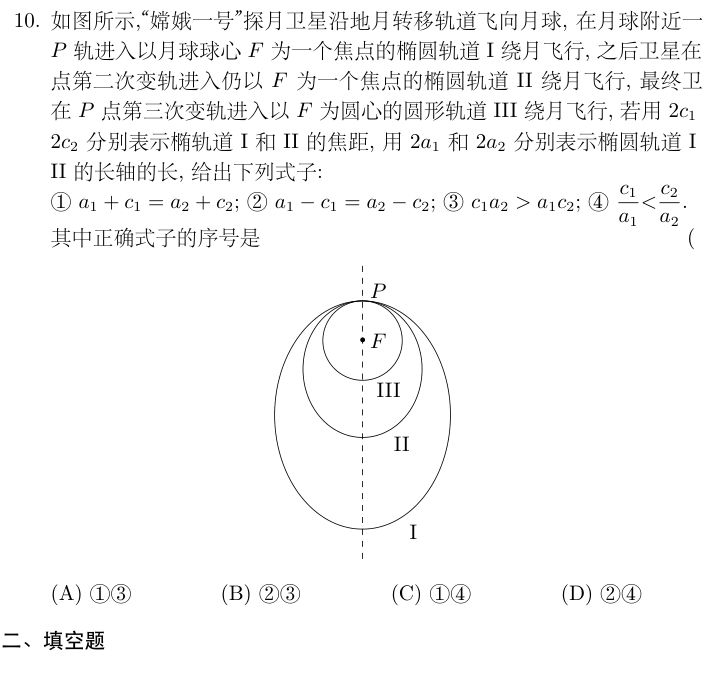 10. 如图所示,“嫦娥一号”探月卫星沿地月转移轨道飞向月球, 在月球附近一
P 轨进入以月球球心 F 为一个焦点的椭圆轨道 I 绕月飞行, 之后卫星在
点第二次变轨进入仍以 F 为一个焦点的椭圆轨道 II 绕月飞行, 最终卫
在 P 点第三次变轨进入以 F 为圆心的圆形轨道 III 绕月飞行, 若用 2c₁
2c₂ 分别表示椭轨道 I 和 II 的焦距, 用 2a₁ 和 2a₂ 分别表示椭圆轨道 I
II 的长轴的长, 给出下列式子:
① a₁ + c₁ = a₂ + c₂; ② a₁ − c₁ = a₂ − c₂; ③ c₁a₂ > a₁c₂; ④ c₁/a₁ < c₂/a₂.
其中正确式子的序号是 (
P
F
III
II
I
(A) ①③ (B) ②③ (C) ①④ (D) ②④
二、填空题